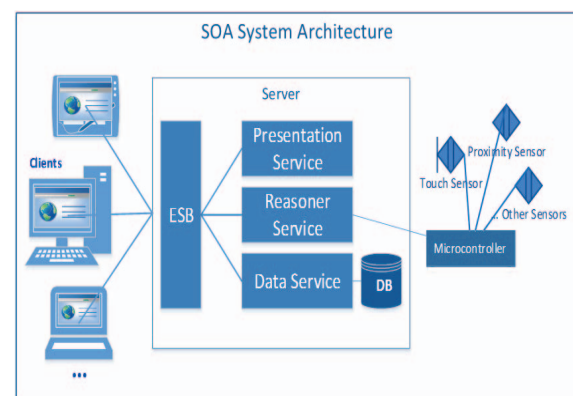 SOA System Architecture
Server
Clients
ESB
Presentation
Service
Reasoner
Service
Data Service
DB
Proximity Sensor
Touch Sensor
... Other Sensors
Microcontroller
...